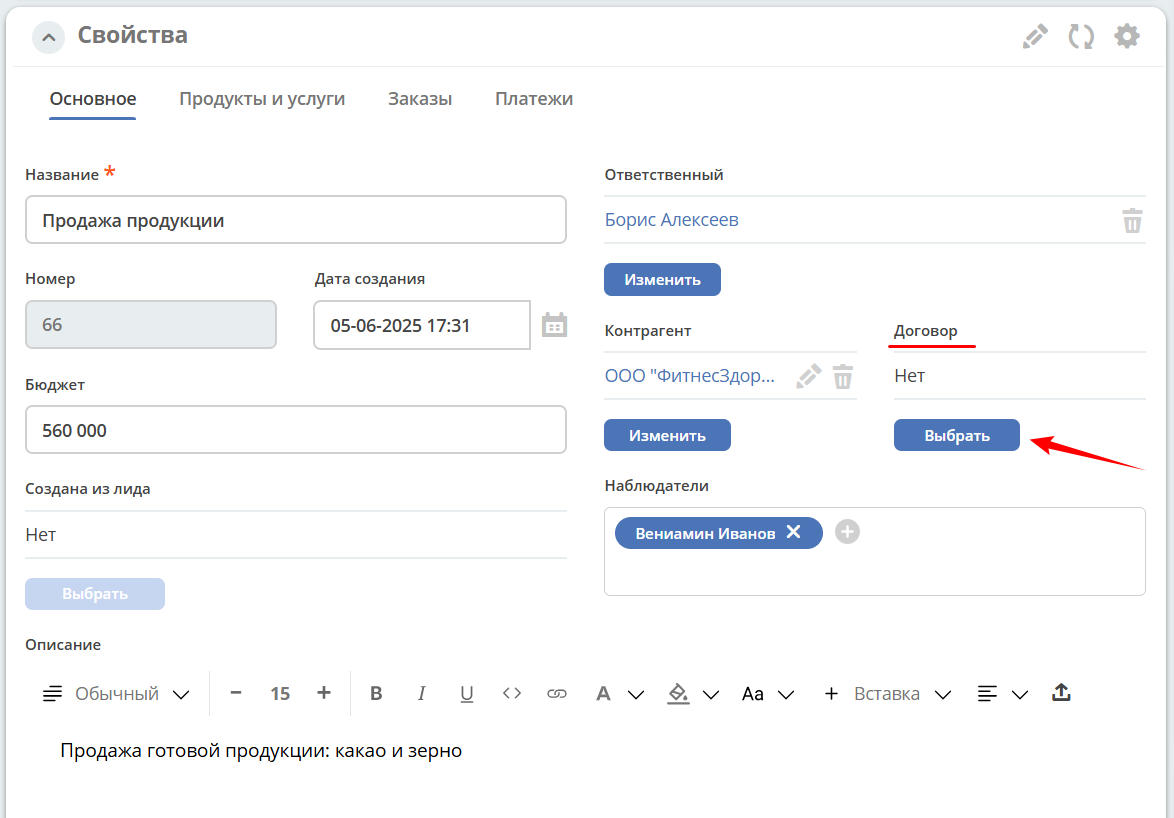 Свойства
Основное Продукты и услуги Заказы Платежи
Название *
Продажа продукции
Номер Дата создания
66 05-06-2025 17:31
Бюджет
560 000
Создана из лида
Нет
Выбрать
Ответственный
Борис Алексеев
Изменить
Контрагент Договор
ООО "ФитнесЗдор... Нет
Изменить Выбрать
Наблюдатели
Вениамин Иванов
Описание
Обычный − 15 + B I U <> A Aa + Вставка
Продажа готовой продукции: какао и зерно